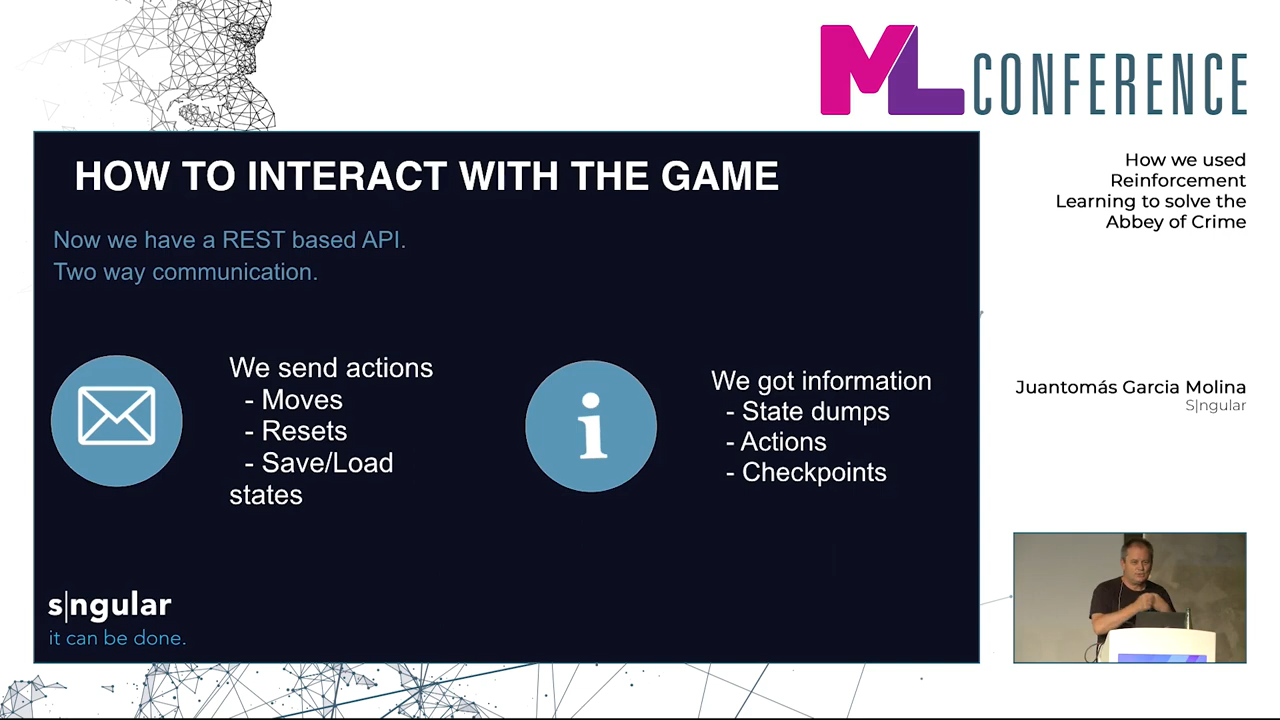 ML CONFERENCE
HOW TO INTERACT WITH THE GAME
Now we have a REST based API.
Two way communication.
We send actions
- Moves
- Resets
- Save/Load
states
i
We got information
- State dumps
- Actions
- Checkpoints
s|ngular
it can be done.
How we used
Reinforcement
Learning to solve the
Abbey of Crime
Juantomás Garcia Molina
S|ngular